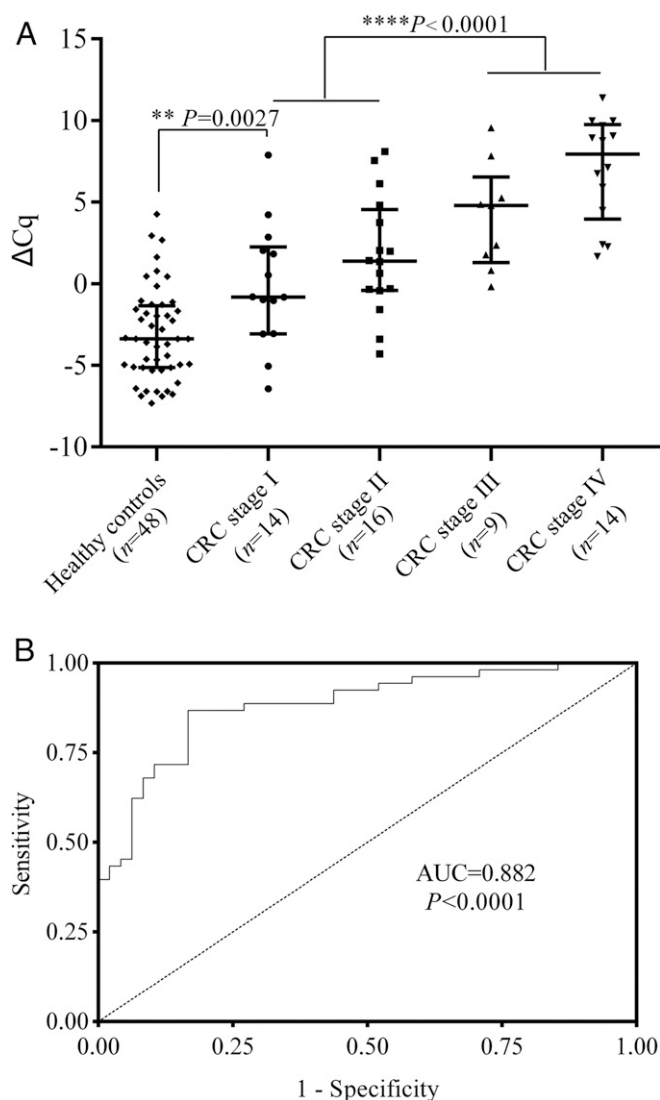 A
****P<0.0001
** P=0.0027
ΔCq
15
10
5
0
-5
-10
Healthy controls
(n=48)
CRC stage I
(n=14)
CRC stage II
(n=16)
CRC stage III
(n=9)
CRC stage IV
(n=14)
B
Sensitivity
1.00
0.75
0.50
0.25
0.00
AUC=0.882
P<0.0001
0.00 0.25 0.50 0.75 1.00
1 - Specificity